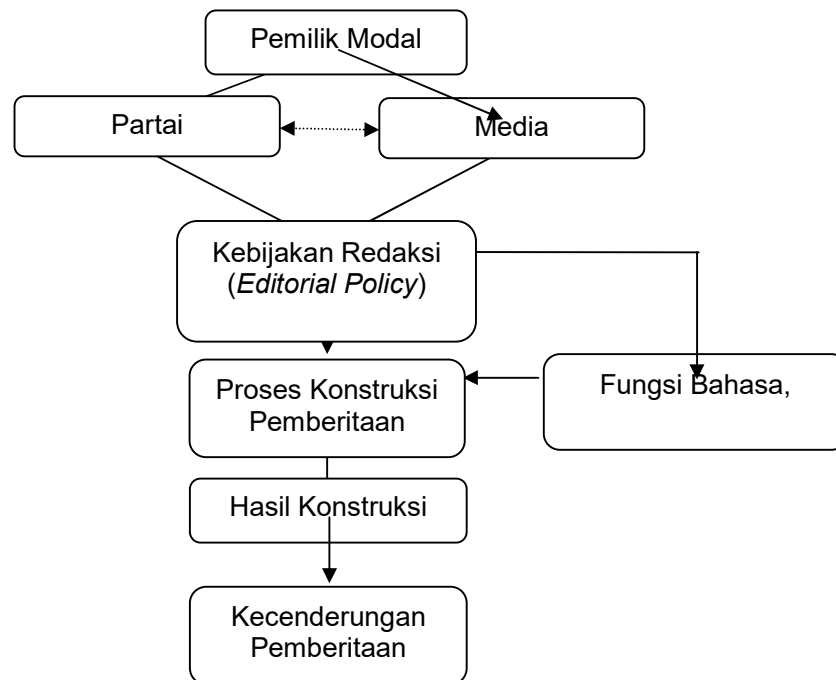 Pemilik Modal
Partai
Media
Kebijakan Redaksi
(Editorial Policy)
Proses Konstruksi
Pemberitaan
Fungsi Bahasa,
Hasil Konstruksi
Kecenderungan
Pemberitaan